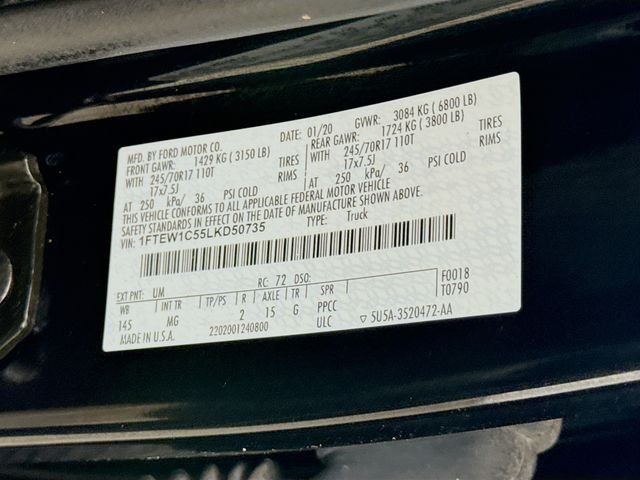 MFD. BY FORD MOTOR CO. DATE: 01/20 GVWR: 3084 KG ( 6800 LB)
FRONT GAWR: 1429 KG ( 3150 LB) REAR GAWR: 1724 KG ( 3800 LB)
WITH 245/70R17 110T TIRES WITH 245/70R17 110T TIRES
17x7.5J RIMS 17x7.5J RIMS
AT 250 kPa/ 36 PSI COLD AT 250 kPa/ 36 PSI COLD
THIS VEHICLE CONFORMS TO ALL APPLICABLE FEDERAL MOTOR VEHICLE
SAFETY STANDARDS IN EFFECT ON THE DATE OF MANUFACTURE SHOWN ABOVE.
VIN: 1FTEW1C55LKD50735 TYPE: Truck
EXT PNT: UM RC: 72 DSO: F0018
WB INT TR TP/PS R AXLE TR SPR T0790
145 MG 2 15 G PPCC
MADE IN U.S.A. 2202001240800 ULC ▽ 5U5A-3520472-AA